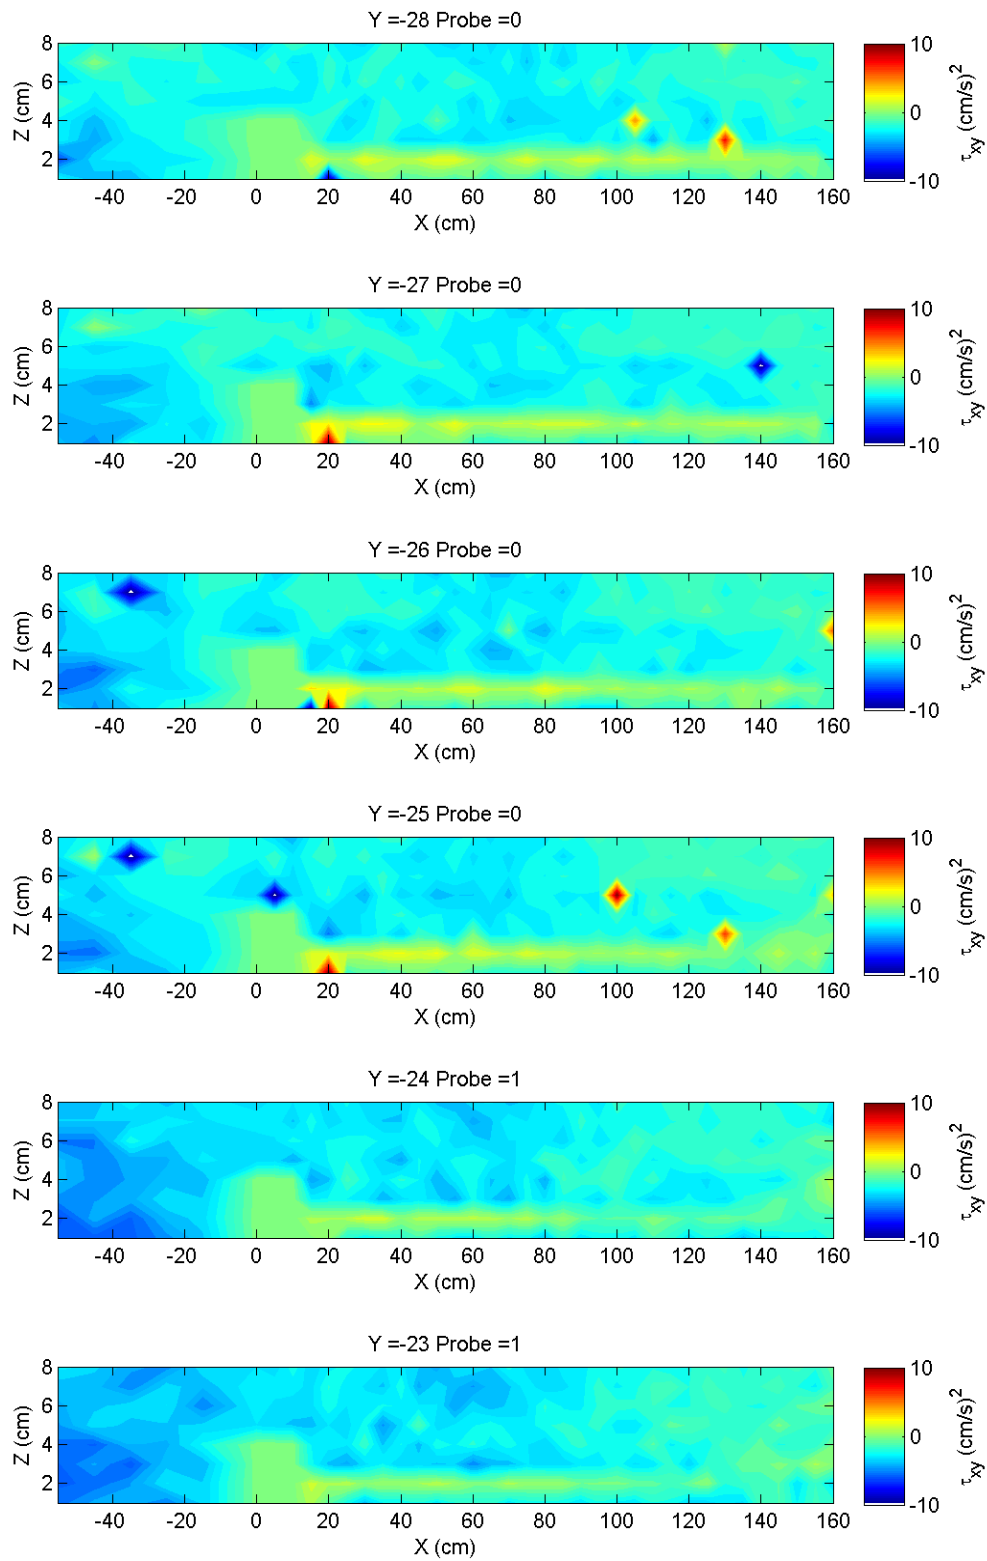 Y =-28 Probe =0
8
6
4
2
Z (cm)
-40 -20 0 20 40 60 80 100 120 140 160
X (cm)
10
0
-10
τxy (cm/s)2
Y =-27 Probe =0
8
6
4
2
Z (cm)
-40 -20 0 20 40 60 80 100 120 140 160
X (cm)
10
0
-10
τxy (cm/s)2
Y =-26 Probe =0
8
6
4
2
Z (cm)
-40 -20 0 20 40 60 80 100 120 140 160
X (cm)
10
0
-10
τxy (cm/s)2
Y =-25 Probe =0
8
6
4
2
Z (cm)
-40 -20 0 20 40 60 80 100 120 140 160
X (cm)
10
0
-10
τxy (cm/s)2
Y =-24 Probe =1
8
6
4
2
Z (cm)
-40 -20 0 20 40 60 80 100 120 140 160
X (cm)
10
0
-10
τxy (cm/s)2
Y =-23 Probe =1
8
6
4
2
Z (cm)
-40 -20 0 20 40 60 80 100 120 140 160
X (cm)
10
0
-10
τxy (cm/s)2